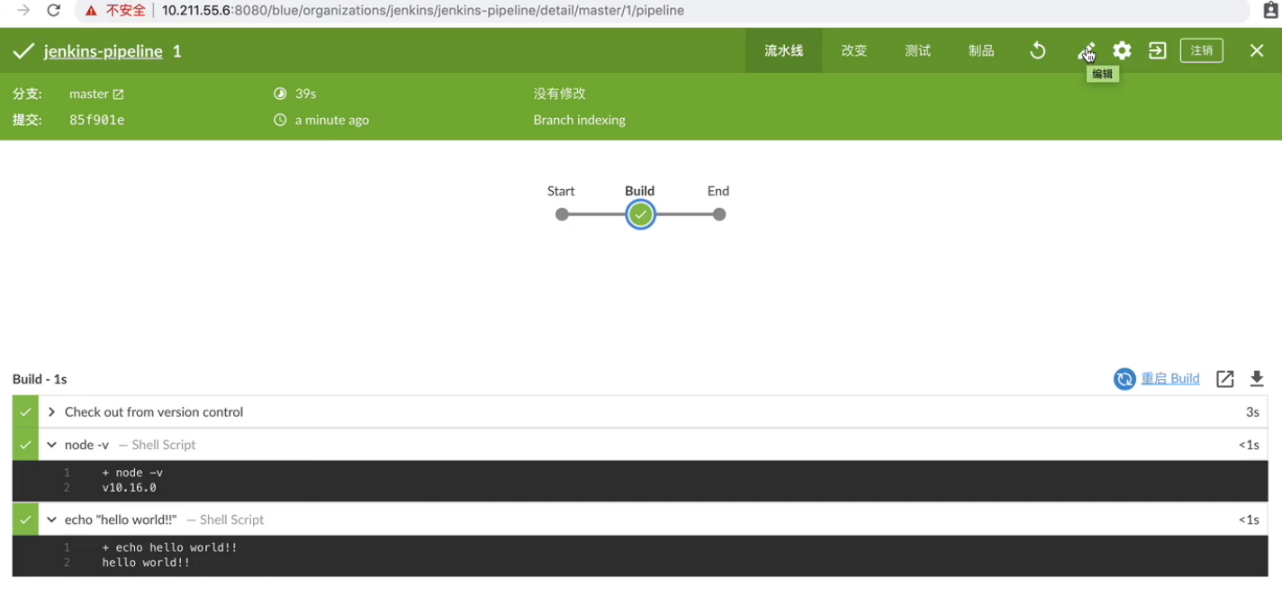 不安全 10.211.55.6:8080/blue/organizations/jenkins/jenkins-pipeline/detail/master/1/pipeline
jenkins-pipeline 1 流水线 改变 测试 制品 注销
编辑
分支: master 39s 没有修改
提交: 85f901e a minute ago Branch indexing
Start Build End
Build - 1s 重启 Build
Check out from version control 3s
node -v — Shell Script <1s
1 + node -v
2 v10.16.0
echo "hello world!!" — Shell Script <1s
1 + echo hello world!!
2 hello world!!